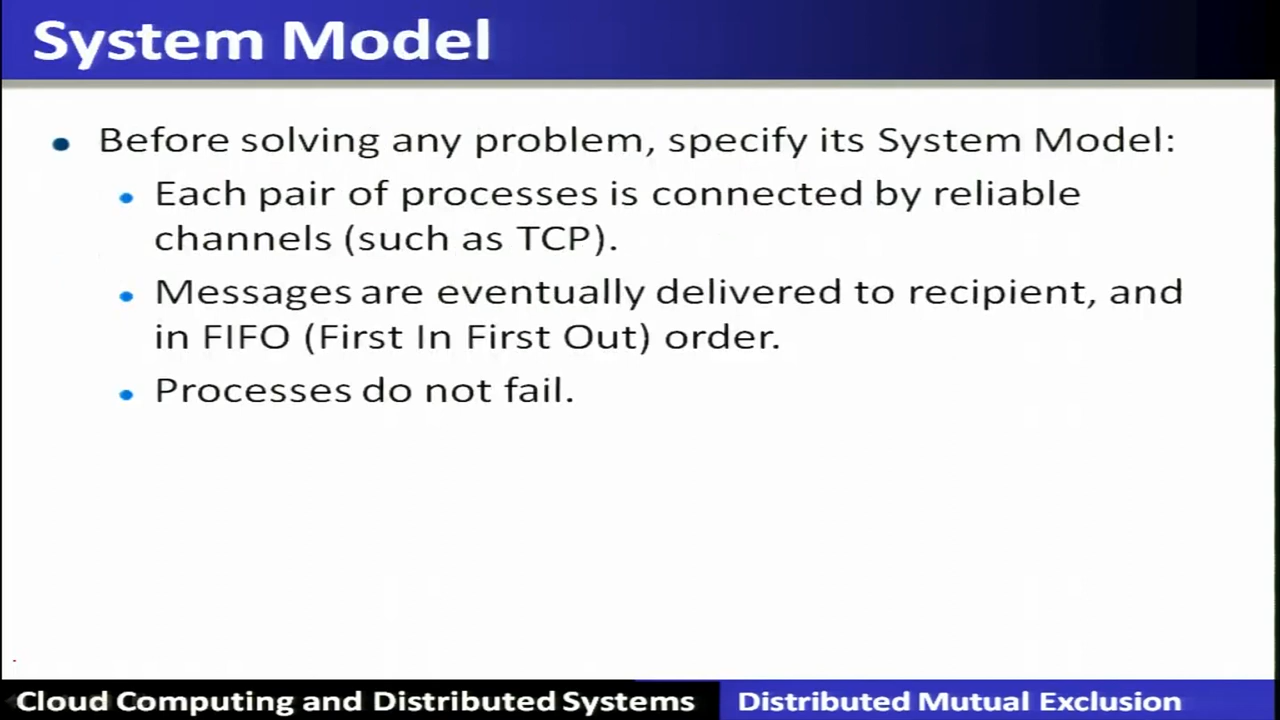 System Model
Before solving any problem, specify its System Model:
Each pair of processes is connected by reliable
channels (such as TCP).
Messages are eventually delivered to recipient, and
in FIFO (First In First Out) order.
Processes do not fail.
Cloud Computing and Distributed Systems
Distributed Mutual Exclusion